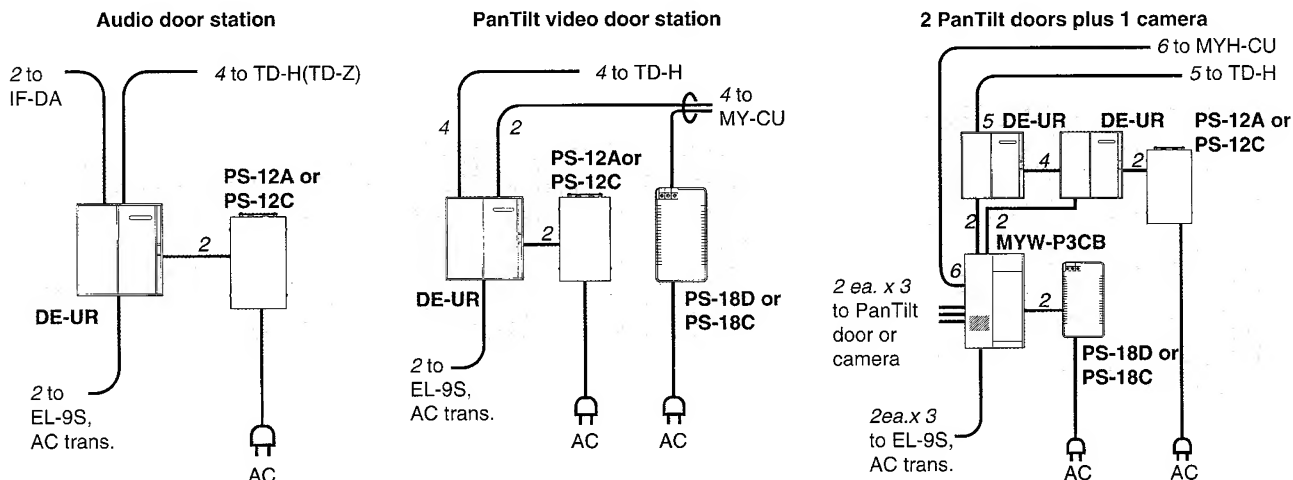 Audio door station
2 to
IF-DA
4 to TD-H(TD-Z)
PS-12A or
PS-12C
2
DE-UR
2 to
EL-9S,
AC trans.
AC
PanTilt video door station
4 to TD-H
4 to
MY-CU
4
2
PS-12Aor
PS-12C
2
DE-UR
PS-18D or
PS-18C
2 to
EL-9S,
AC trans.
AC
AC
2 PanTilt doors plus 1 camera
6 to MYH-CU
5 to TD-H
5
DE-UR
DE-UR
PS-12A or
PS-12C
4
2
2
2
MYW-P3CB
6
2 ea. x 3
to PanTilt
door or
camera
2
PS-18D or
PS-18C
2ea.x 3
to EL-9S,
AC trans.
AC
AC